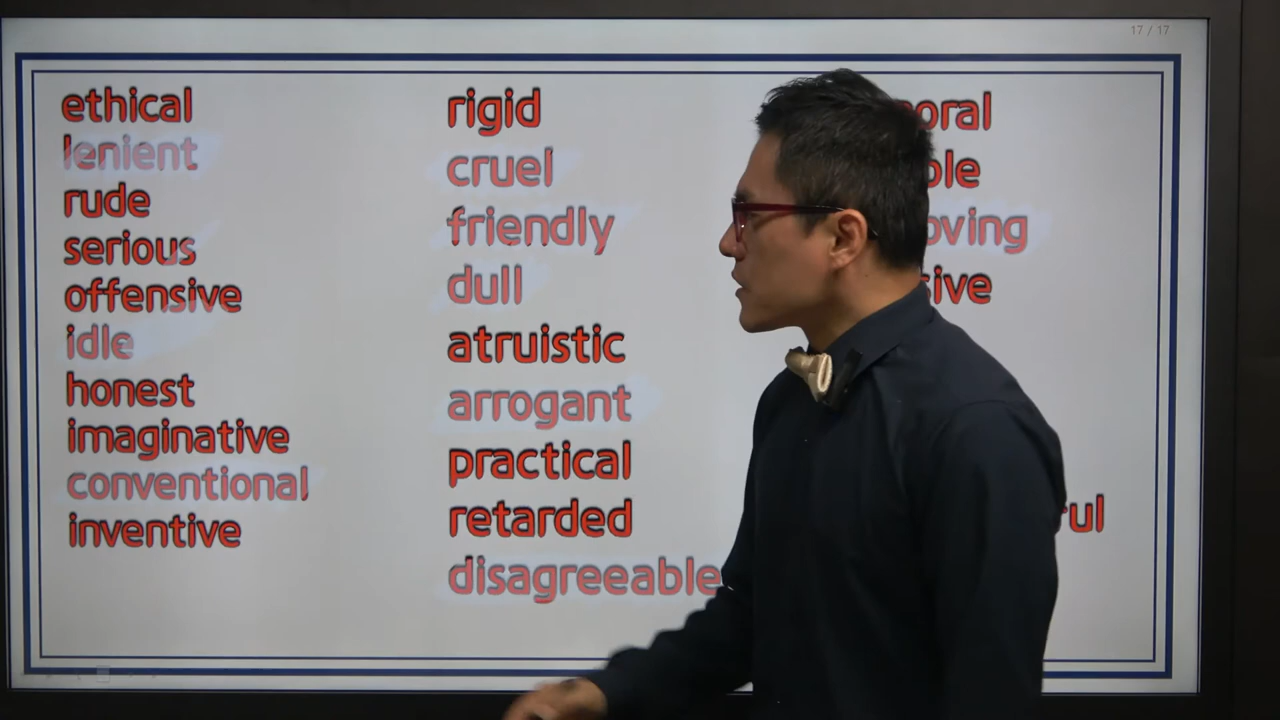 17 / 17
ethical
lenient
rude
serious
offensive
idle
honest
imaginative
conventional
inventive
rigid
cruel
friendly
dull
atruistic
arrogant
practical
retarded
disagreeable